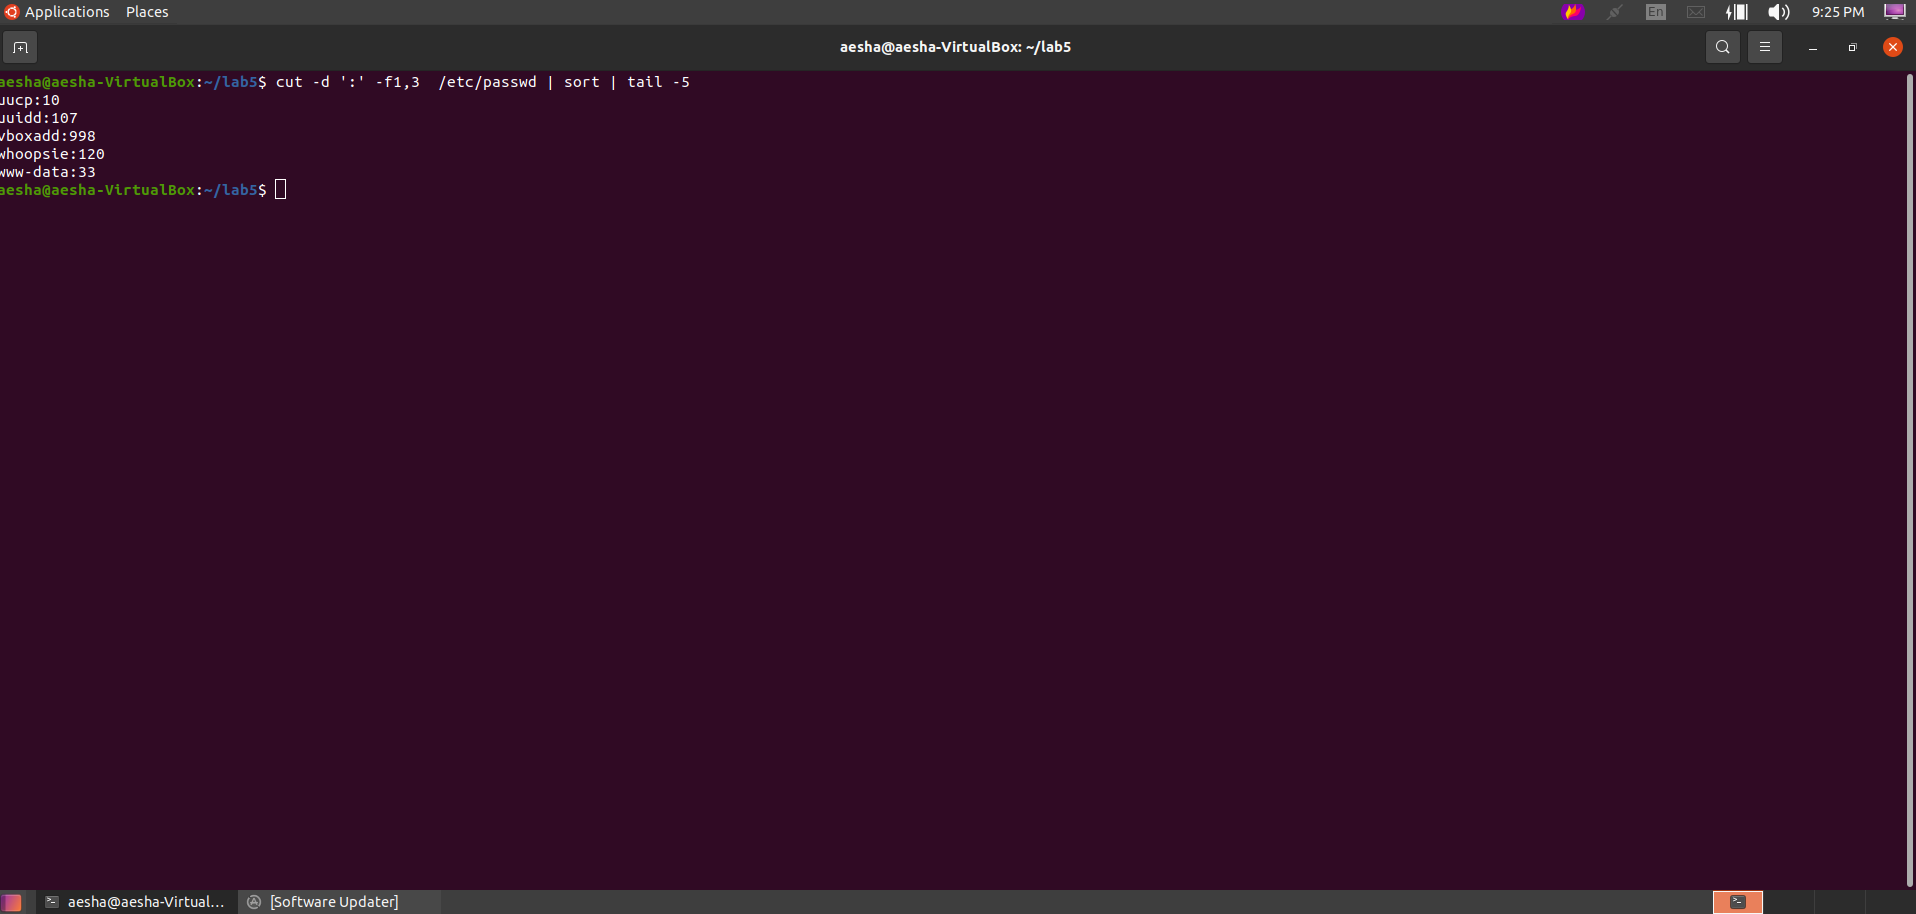 Applications Places En 9:25 PM
aesha@aesha-VirtualBox: ~/lab5
aesha@aesha-VirtualBox:~/lab5$ cut -d ':' -f1,3  /etc/passwd | sort | tail -5
uucp:10
uuidd:107
vboxadd:998
whoopsie:120
www-data:33
aesha@aesha-VirtualBox:~/lab5$
aesha@aesha-Virtual... [Software Updater]